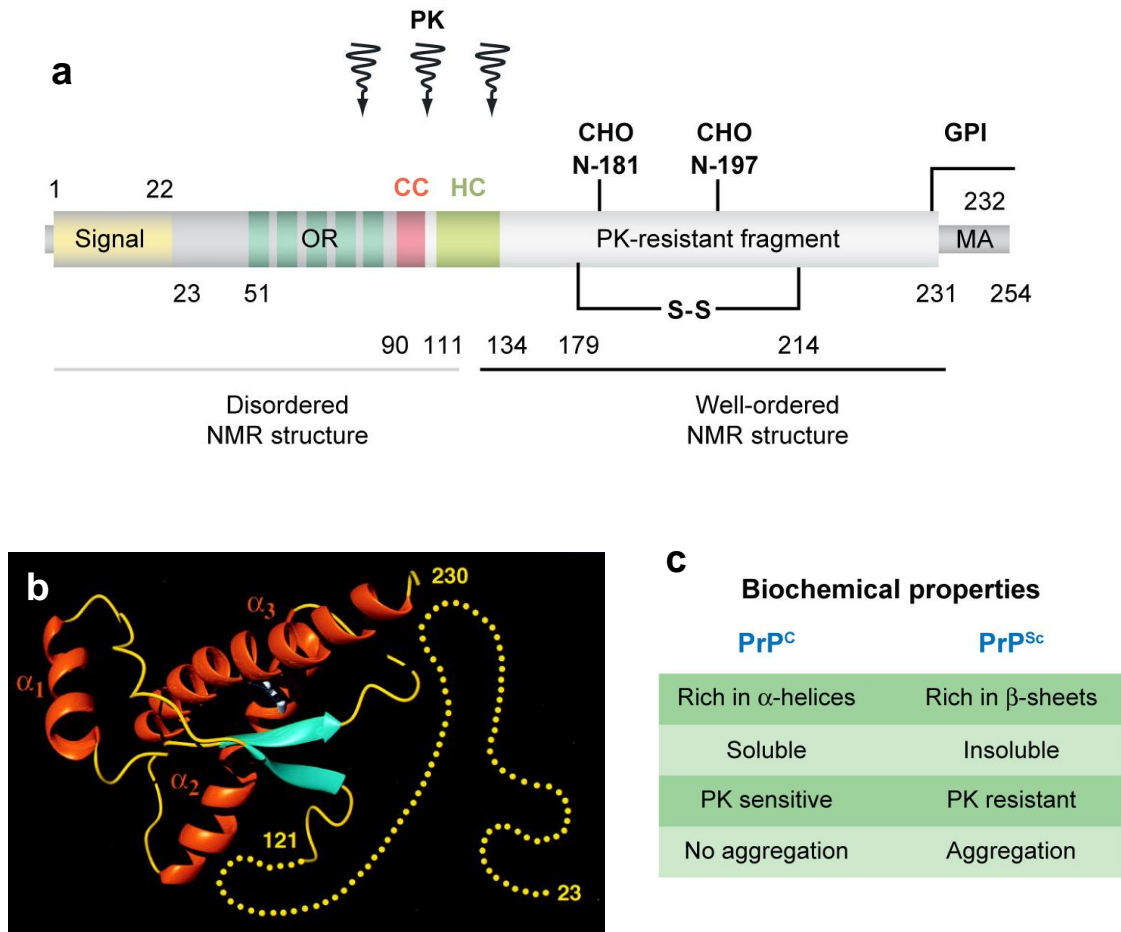 a
PK
CHO
N-181
CHO
N-197
GPI
1
22
CC
HC
232
Signal
OR
PK-resistant fragment
MA
23
51
S-S
231
254
90
111
134
179
214
Disordered
NMR structure
Well-ordered
NMR structure
b
230
α3
α1
α2
121
23
c
Biochemical properties
PrPC PrPSc
Rich in α-helices Rich in β-sheets
Soluble Insoluble
PK sensitive PK resistant
No aggregation Aggregation